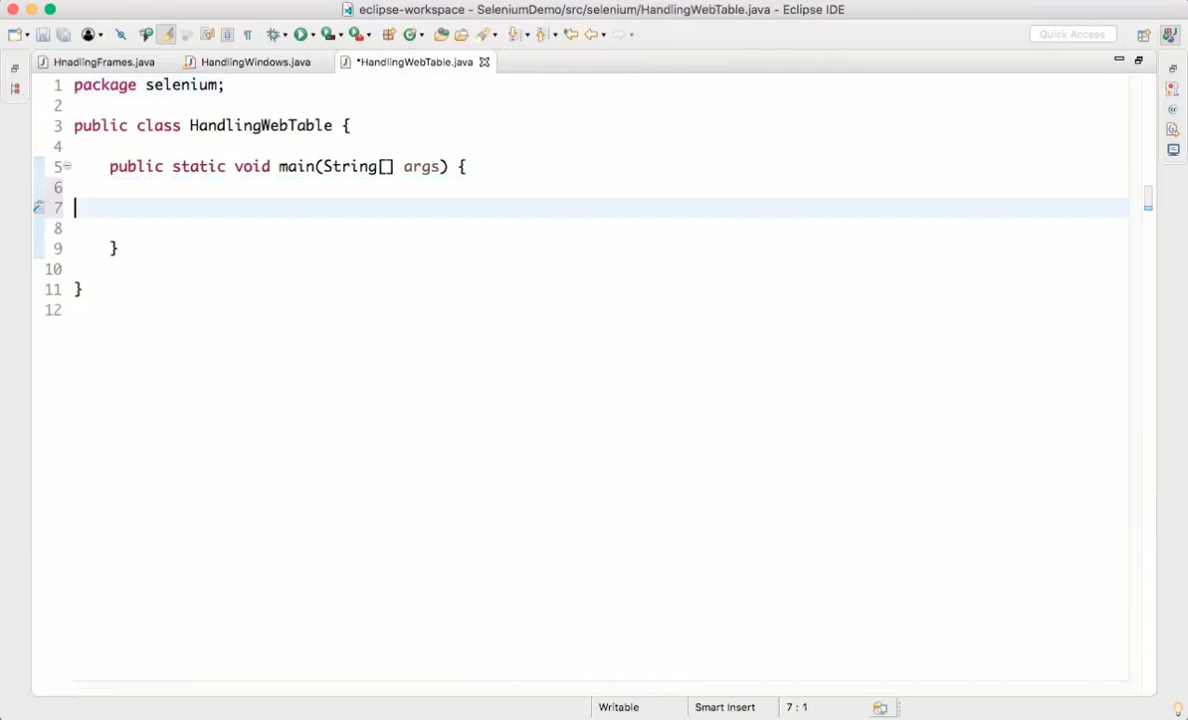 eclipse-workspace - SeleniumDemo/src/selenium/HandlingWebTable.java - Eclipse IDE
Quick Access
HnadlingFrames.java HandlingWindows.java *HandlingWebTable.java
1 package selenium;
2
3 public class HandlingWebTable {
4
5 public static void main(String[] args) {
6
7
8
9 }
10
11 }
12
Writable Smart Insert 7 : 1